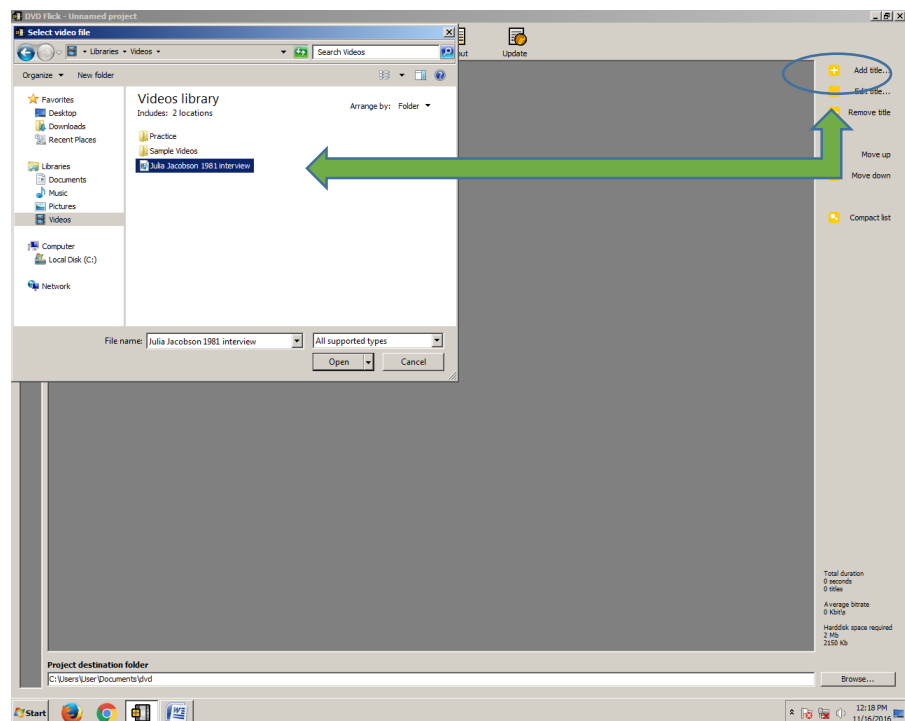 DVD Flick - Unnamed project
Select video file
Libraries Videos
Search Videos
Update
Organize
New folder
Add title...
Edit title...
Remove title
Move up
Move down
Compact list
Favorites
Desktop
Downloads
Recent Places
Libraries
Documents
Music
Pictures
Videos
Computer
Local Disk (C:)
Network
Videos library
Includes: 2 locations
Arrange by: Folder
Practice
Sample Videos
Julia Jacobson 1981 interview
File name: Julia Jacobson 1981 interview
All supported types
Open
Cancel
Total duration
0 seconds
0 titles
Average bitrate
0 Kbit/s
Harddisk space required
2 Mb
2150 Kb
Project destination folder
C:\Users\User\Documents\dvd
Browse...
Start
12:18 PM
11/16/2016